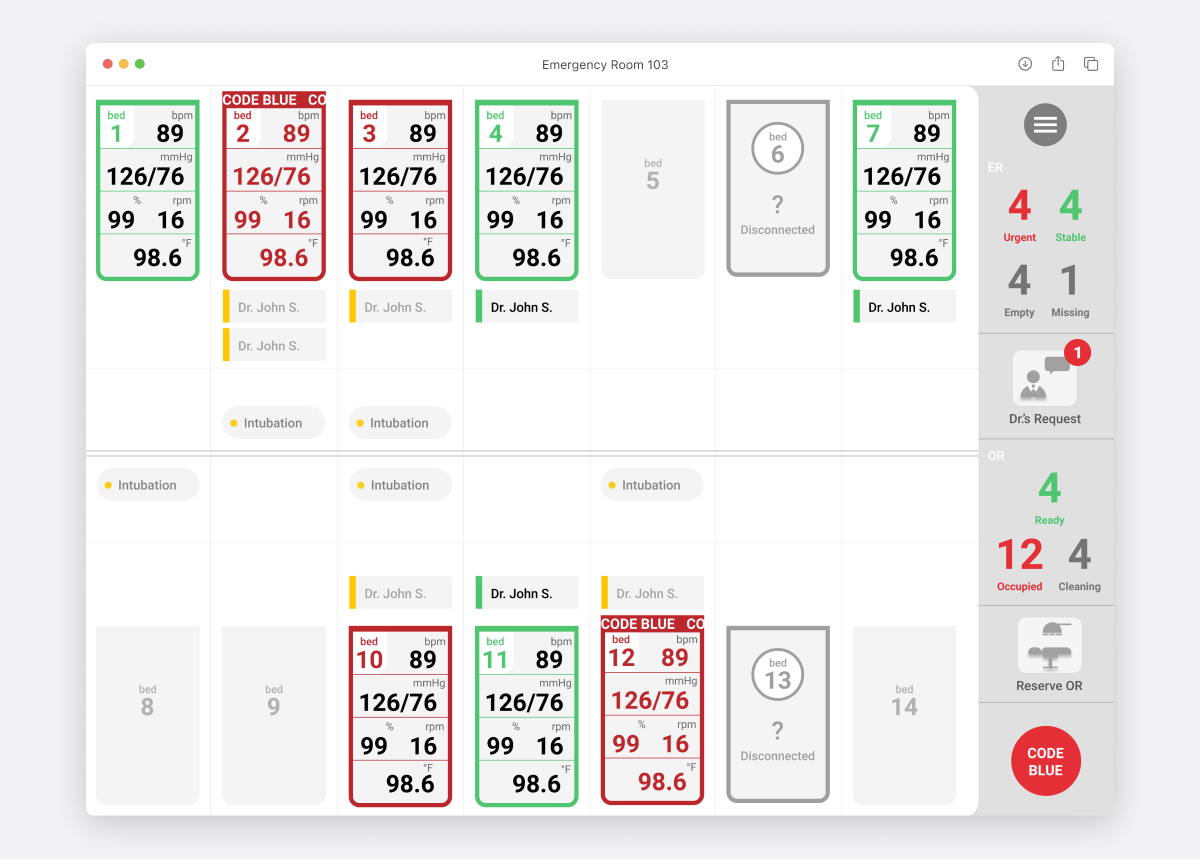 Emergency Room 103
bed bpm
1 89
mmHg
126/76
% rpm
99 16
°F
98.6
CODE BLUE CO
bed bpm
2 89
mmHg
126/76
% rpm
99 16
°F
98.6
Dr. John S.
Dr. John S.
Intubation
bed bpm
3 89
mmHg
126/76
% rpm
99 16
°F
98.6
Dr. John S.
Intubation
bed bpm
4 89
mmHg
126/76
% rpm
99 16
°F
98.6
Dr. John S.
bed
5
bed
6
?
Disconnected
bed bpm
7 89
mmHg
126/76
% rpm
99 16
°F
98.6
Dr. John S.
Intubation
bed
8
bed
9
Intubation
Dr. John S.
bed bpm
10 89
mmHg
126/76
% rpm
99 16
°F
98.6
Dr. John S.
bed bpm
11 89
mmHg
126/76
% rpm
99 16
°F
98.6
Intubation
Dr. John S.
CODE BLUE CO
bed bpm
12 89
mmHg
126/76
% rpm
99 16
°F
98.6
bed
13
?
Disconnected
bed
14
ER
4 4
Urgent Stable
4 1
Empty Missing
1
Dr.'s Request
OR
4
Ready
12 4
Occupied Cleaning
Reserve OR
CODE
BLUE